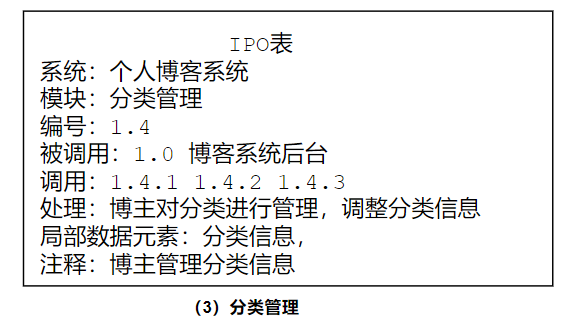 IPO表
系统：个人博客系统
模块：分类管理
编号：1.4
被调用：1.0 博客系统后台
调用：1.4.1 1.4.2 1.4.3
处理：博主对分类进行管理，调整分类信息
局部数据元素：分类信息，
注释：博主管理分类信息
（3）分类管理